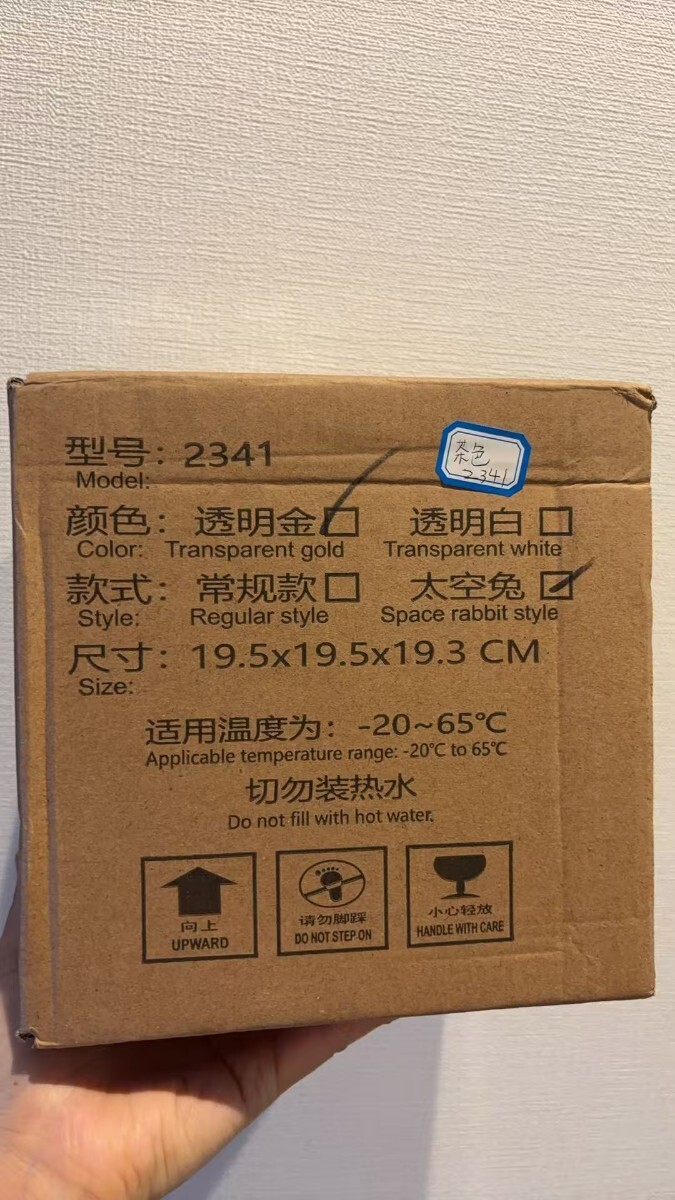 型号：2341
Model:
茶色
2341
颜色：透明金 透明白
Color: Transparent gold Transparent white
款式：常规款 太空兔
Style: Regular style Space rabbit style
尺寸：19.5x19.5x19.3 CM
Size:
适用温度为：-20~65℃
Applicable temperature range: -20℃ to 65℃
切勿装热水
Do not fill with hot water.
向上
UPWARD
请勿脚踩
DO NOT STEP ON
小心轻放
HANDLE WITH CARE